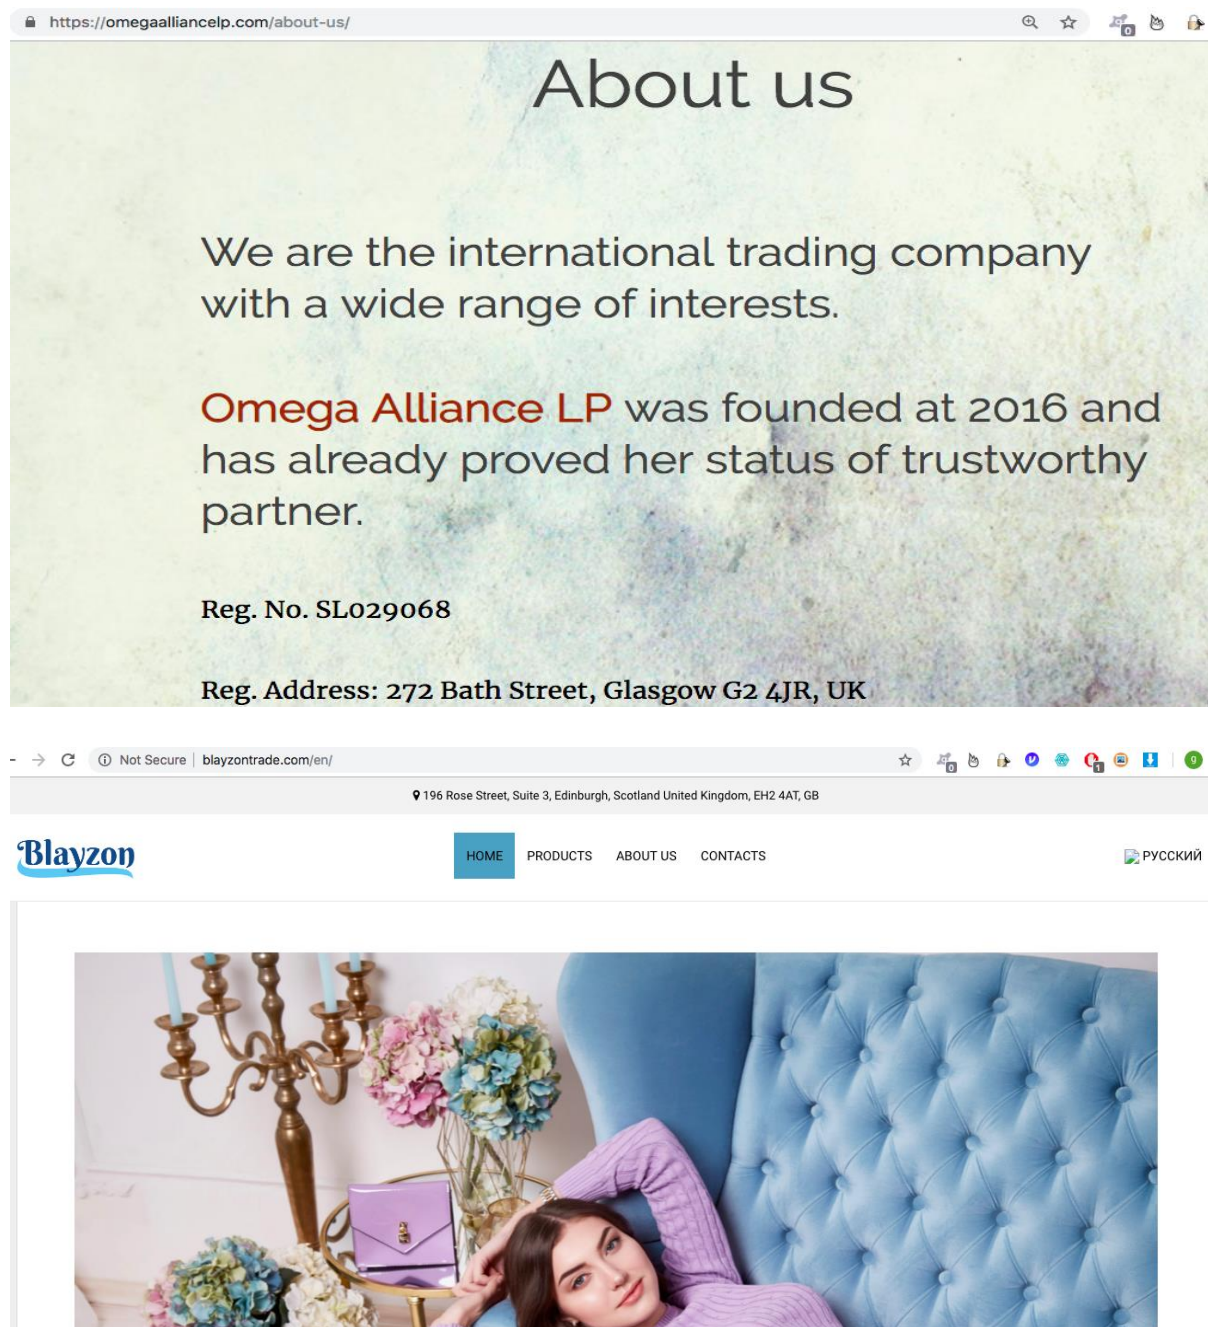 https://omegaalliancelp.com/about-us/
0
About us
We are the international trading company
with a wide range of interests.
Omega Alliance LP was founded at 2016 and
has already proved her status of trustworthy
partner.
Reg. No. SL029068
Reg. Address: 272 Bath Street, Glasgow G2 4JR, UK
Not Secure | blayzontrade.com/en/
0
1
g
196 Rose Street, Suite 3, Edinburgh, Scotland United Kingdom, EH2 4AT, GB
Blayzon
HOME PRODUCTS ABOUT US CONTACTS
РУССКИЙ